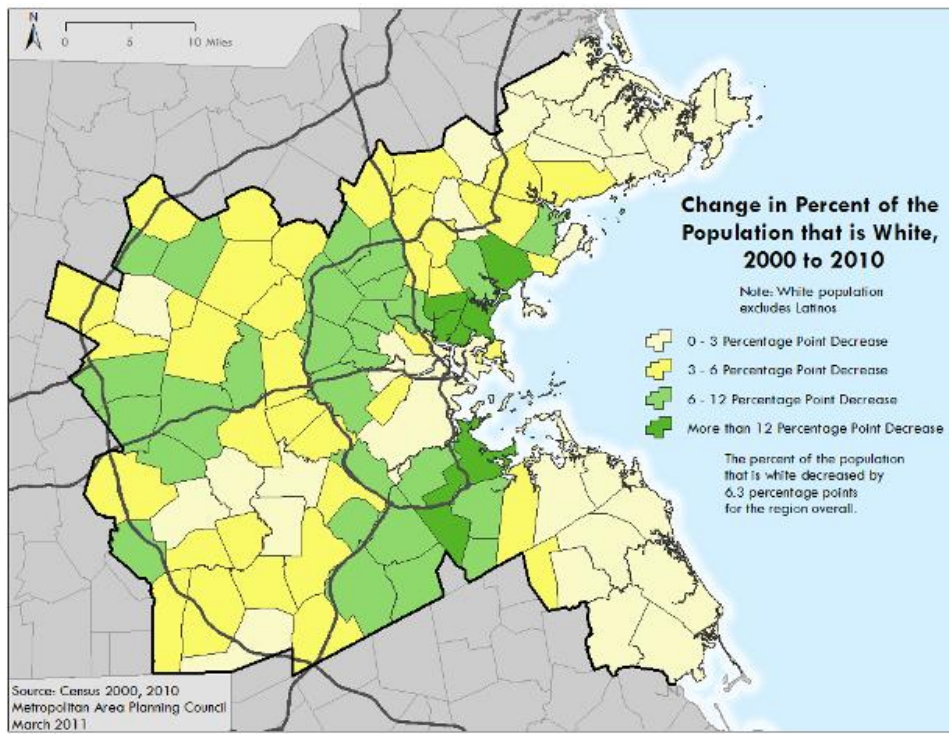 N
0 5 10 Miles
Change in Percent of the
Population that is White,
2000 to 2010
Note: White population
excludes Latinos
0 - 3 Percentage Point Decrease
3 - 6 Percentage Point Decrease
6 - 12 Percentage Point Decrease
More than 12 Percentage Point Decrease
The percent of the population
that is white decreased by
6.3 percentage points
for the region overall.
Source: Census 2000, 2010
Metropolitan Area Planning Council
March 2011